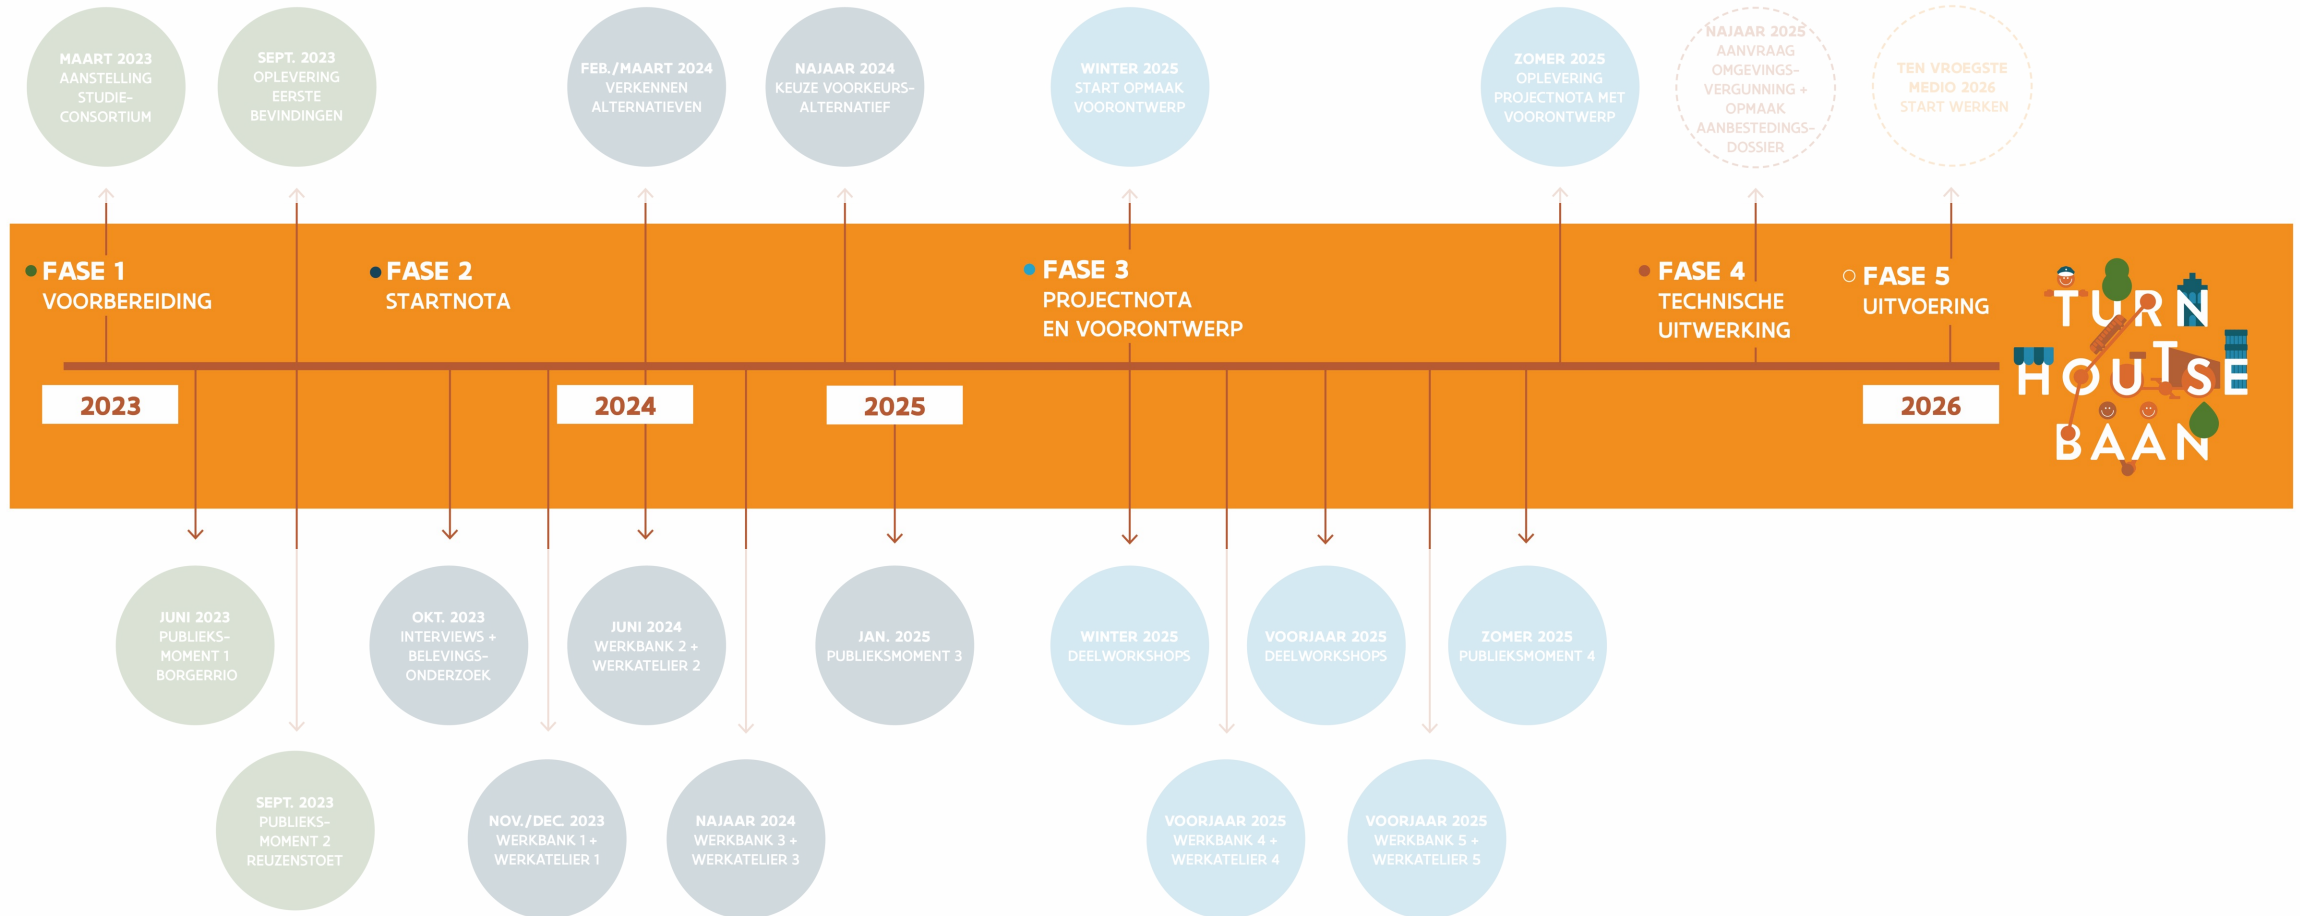 MAART 2023
AANSTELLING
STUDIE-
CONSORTIUM
SEPT. 2023
OPLEVERING
EERSTE
BEVINDINGEN
FEB./MAART 2024
VERKENNEN
ALTERNATIEVEN
NAJAAR 2024
KEUZE VOORKEURS-
ALTERNATIEF
WINTER 2025
START OPMAAK
VOORONTWERP
ZOMER 2025
OPLEVERING
PROJECTNOTA MET
VOORONTWERP
NAJAAR 2025
AANVRAAG
OMGEVINGS-
VERGUNNING +
OPMAAK
AANBESTEDINGS-
DOSSIER
TEN VROEGSTE
MEDIO 2026
START WERKEN
FASE 1
VOORBEREIDING
FASE 2
STARTNOTA
FASE 3
PROJECTNOTA
EN VOORONTWERP
FASE 4
TECHNISCHE
UITWERKING
FASE 5
UITVOERING
TURN
HOUTSE
BAAN
2023
2024
2025
2026
JUNI 2023
PUBLIEKS-
MOMENT 1
BORGERRIO
OKT. 2023
INTERVIEWS +
BELEVINGS-
ONDERZOEK
JUNI 2024
WERKBANK 2 +
WERKATELIER 2
JAN. 2025
PUBLIEKSMOMENT 3
WINTER 2025
DEELWORKSHOPS
VOORJAAR 2025
DEELWORKSHOPS
ZOMER 2025
PUBLIEKSMOMENT 4
SEPT. 2023
PUBLIEKS-
MOMENT 2
REUZENSTOET
NOV./DEC. 2023
WERKBANK 1 +
WERKATELIER 1
NAJAAR 2024
WERKBANK 3 +
WERKATELIER 3
VOORJAAR 2025
WERKBANK 4 +
WERKATELIER 4
VOORJAAR 2025
WERKBANK 5 +
WERKATELIER 5